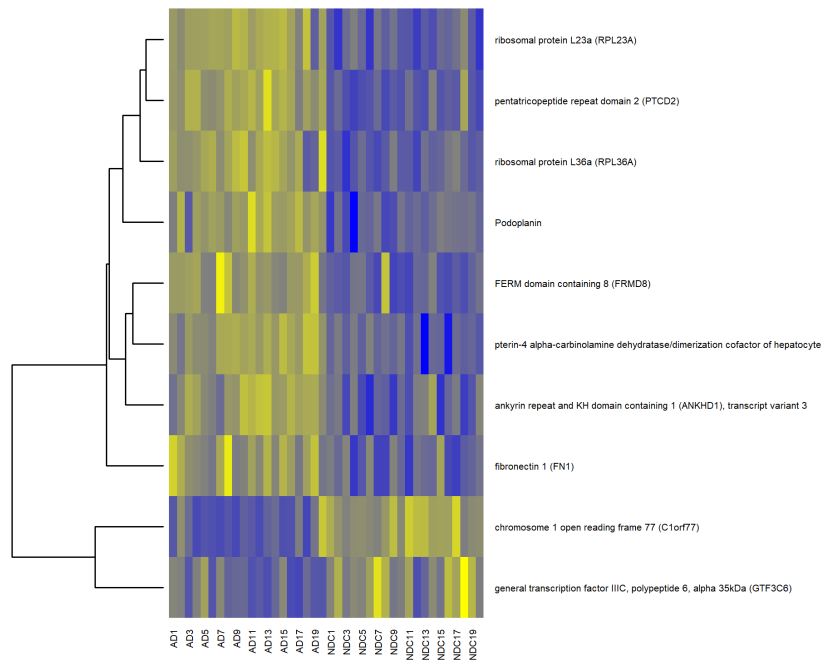 ribosomal protein L23a (RPL23A)
pentatricopeptide repeat domain 2 (PTCD2)
ribosomal protein L36a (RPL36A)
Podoplanin
FERM domain containing 8 (FRMD8)
pterin-4 alpha-carbinolamine dehydratase/dimerization cofactor of hepatocyte
ankyrin repeat and KH domain containing 1 (ANKHD1), transcript variant 3
fibronectin 1 (FN1)
chromosome 1 open reading frame 77 (C1orf77)
general transcription factor IIIC, polypeptide 6, alpha 35kDa (GTF3C6)
AD1
AD3
AD5
AD7
AD9
AD11
AD13
AD15
AD17
AD19
NDC1
NDC3
NDC5
NDC7
NDC9
NDC11
NDC13
NDC15
NDC17
NDC19